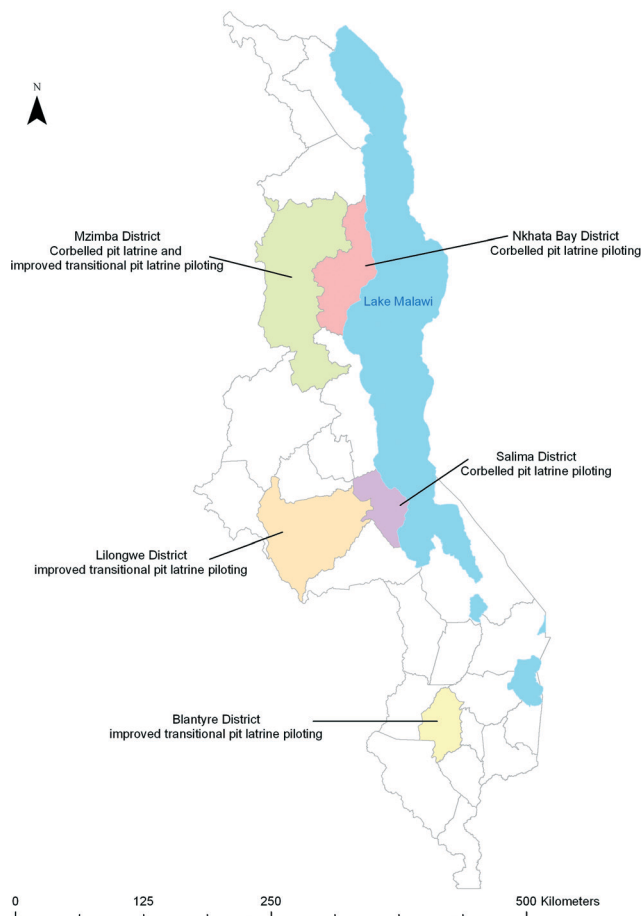 N
Mzimba District
Corbelled pit latrine and
improved transitional pit latrine piloting
Nkhata Bay District
Corbelled pit latrine piloting
Lake Malawi
Salima District
Corbelled pit latrine piloting
Lilongwe District
improved transitional pit latrine piloting
Blantyre District
improved transitional pit latrine piloting
0 125 250 500 Kilometers